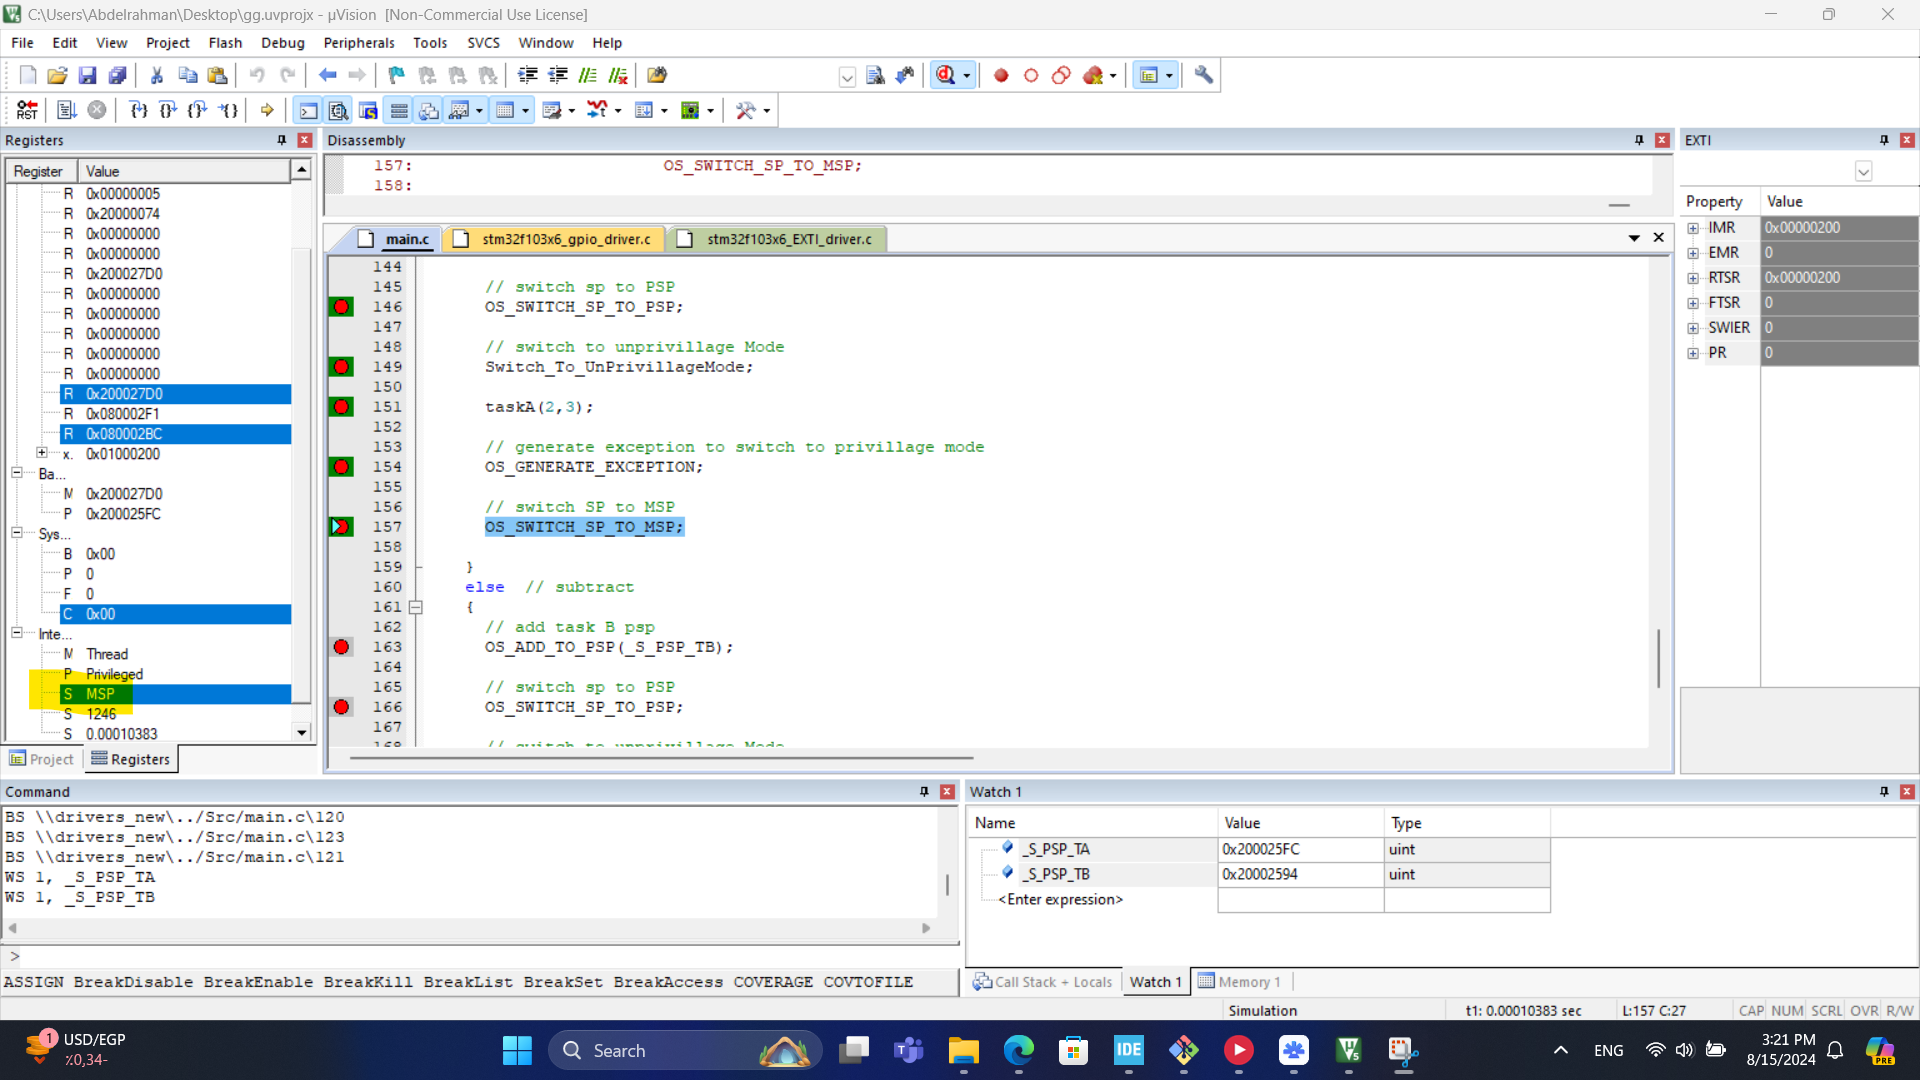 C:\Users\Abdelrahman\Desktop\gg.uvprojx - µVision [Non-Commercial Use License]
File Edit View Project Flash Debug Peripherals Tools SVCS Window Help
RST
Registers
Register Value
R 0x00000005
R 0x20000074
R 0x00000000
R 0x00000000
R 0x200027D0
R 0x00000000
R 0x00000000
R 0x00000000
R 0x00000000
R 0x00000000
R 0x200027D0
R 0x080002F1
R 0x080002BC
x. 0x01000200
Ba...
M 0x200027D0
P 0x200025FC
Sys...
B 0x00
P 0
F 0
C 0x00
Inte...
M Thread
P Privileged
S MSP
S 1246
S 0.00010383
Project Registers
Disassembly
157: OS_SWITCH_SP_TO_MSP;
158:
main.c stm32f103x6_gpio_driver.c stm32f103x6_EXTI_driver.c
144
145 // switch sp to PSP
146 OS_SWITCH_SP_TO_PSP;
147
148 // switch to unprivillage Mode
149 Switch_To_UnPrivillageMode;
150
151 taskA(2,3);
152
153 // generate exception to switch to privillage mode
154 OS_GENERATE_EXCEPTION;
155
156 // switch SP to MSP
157 OS_SWITCH_SP_TO_MSP;
158
159 }
160 else // subtract
161 {
162 // add task B psp
163 OS_ADD_TO_PSP(_S_PSP_TB);
164
165 // switch sp to PSP
166 OS_SWITCH_SP_TO_PSP;
167
168 // switch to unprivillage Mode
EXTI
Property Value
IMR 0x00000200
EMR 0
RTSR 0x00000200
FTSR 0
SWIER 0
PR 0
Command
BS \\drivers_new\../Src/main.c\120
BS \\drivers_new\../Src/main.c\123
BS \\drivers_new\../Src/main.c\121
WS 1, _S_PSP_TA
WS 1, _S_PSP_TB
>
ASSIGN BreakDisable BreakEnable BreakKill BreakList BreakSet BreakAccess COVERAGE COVTOFILE
Watch 1
Name Value Type
_S_PSP_TA 0x200025FC uint
_S_PSP_TB 0x20002594 uint
<Enter expression>
Call Stack + Locals Watch 1 Memory 1
Simulation t1: 0.00010383 sec L:157 C:27 CAP NUM SCRL OVR R/W
1 USD/EGP
٪0,34-
Search
IDE
ENG
3:21 PM
8/15/2024
PRE